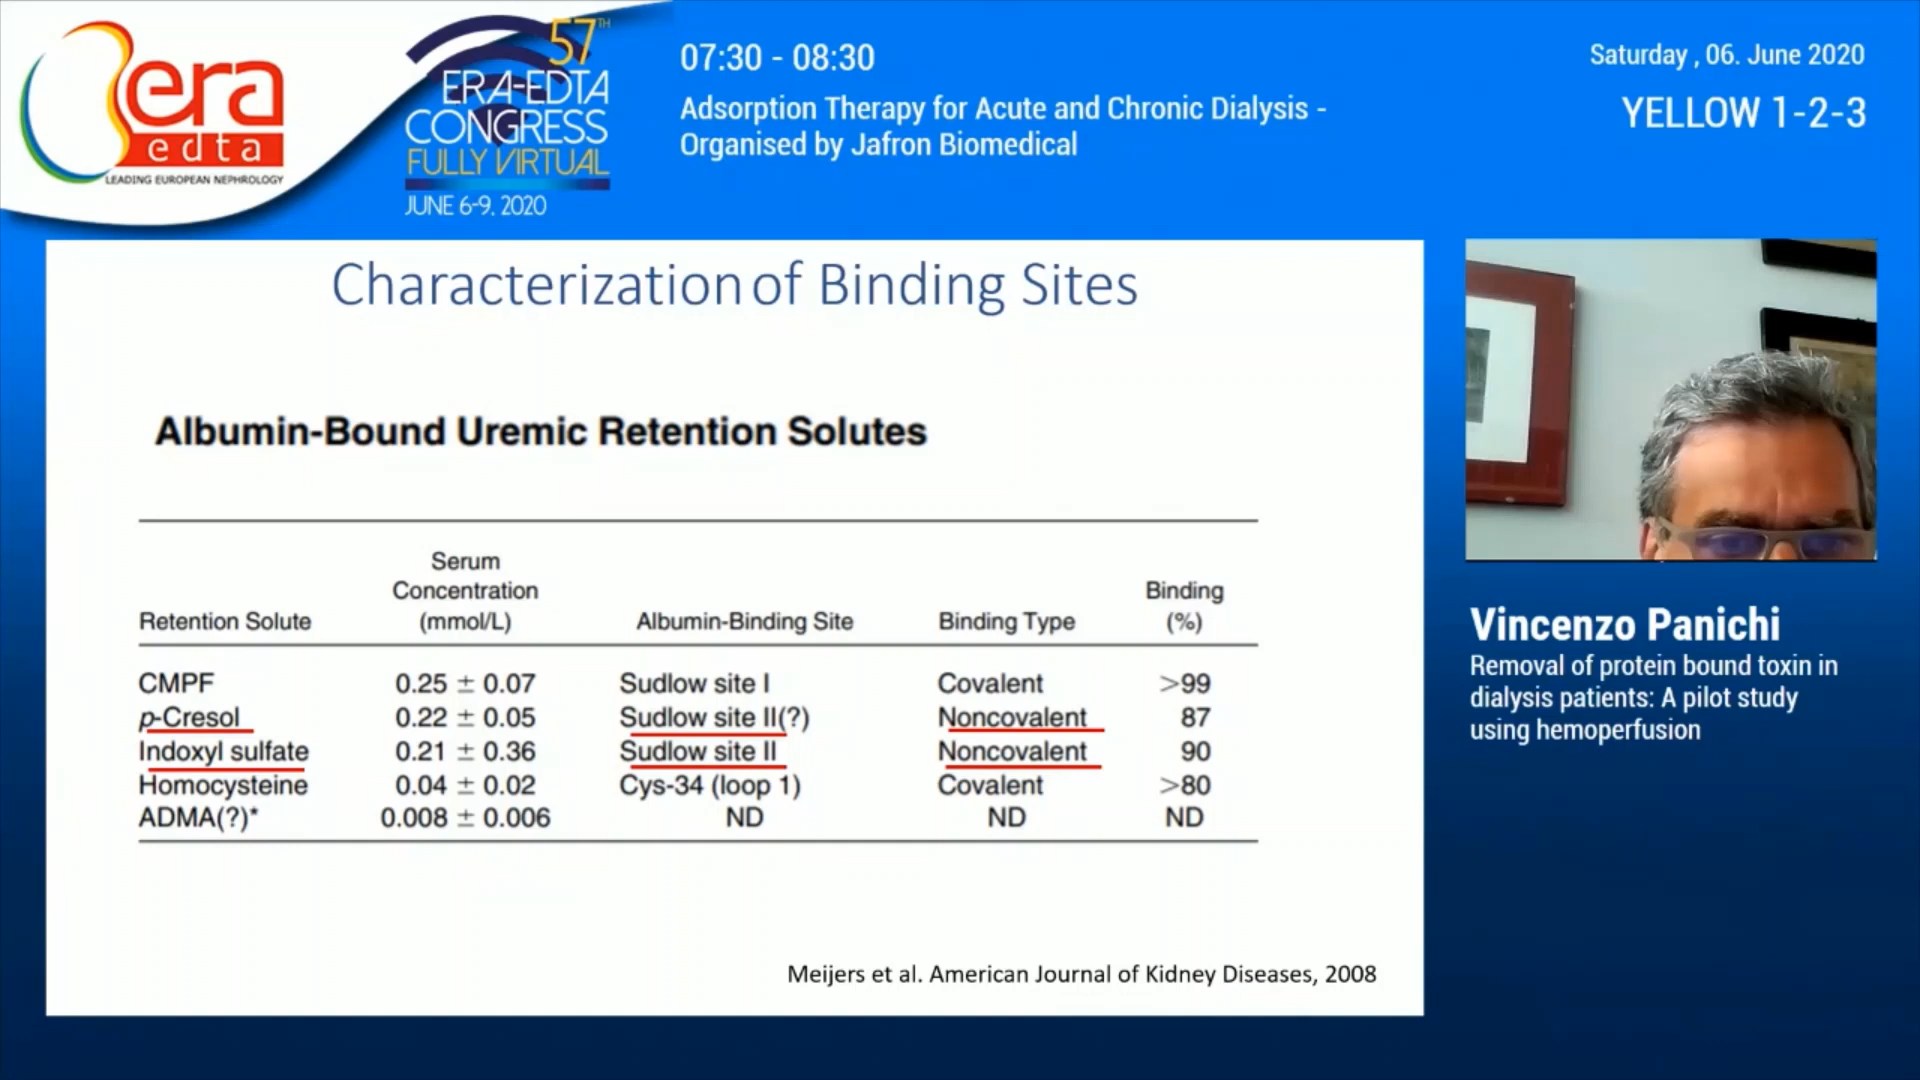 era
edta
LEADING EUROPEAN NEPHROLOGY
57TH
ERA-EDTA
CONGRESS
FULLY VIRTUAL
JUNE 6-9, 2020
07:30 - 08:30
Adsorption Therapy for Acute and Chronic Dialysis -
Organised by Jafron Biomedical
Saturday , 06. June 2020
YELLOW 1-2-3
Characterization of Binding Sites
Albumin-Bound Uremic Retention Solutes
Retention Solute Serum Concentration (mmol/L) Albumin-Binding Site Binding Type Binding (%)
CMPF 0.25 ± 0.07 Sudlow site I Covalent >99
p-Cresol 0.22 ± 0.05 Sudlow site II(?) Noncovalent 87
Indoxyl sulfate 0.21 ± 0.36 Sudlow site II Noncovalent 90
Homocysteine 0.04 ± 0.02 Cys-34 (loop 1) Covalent >80
ADMA(?)* 0.008 ± 0.006 ND ND ND
Meijers et al. American Journal of Kidney Diseases, 2008
Vincenzo Panichi
Removal of protein bound toxin in
dialysis patients: A pilot study
using hemoperfusion